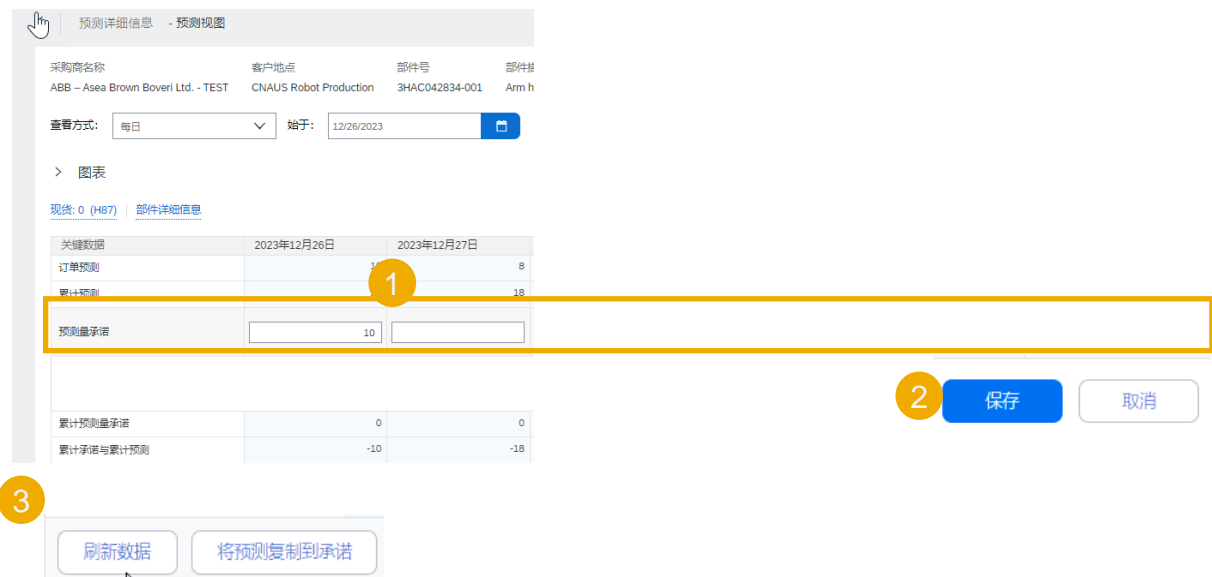 预测详细信息 - 预测视图
采购商名称 客户地点 部件号 部件
ABB – Asea Brown Boveri Ltd. - TEST CNAUS Robot Production 3HAC042834-001 Arm h
查看方式: 每日 始于: 12/26/2023
图表
现货: 0 (H87) 部件详细信息
关键数据 2023年12月26日 2023年12月27日
订单预测 8
1
累计预测 18
预测量承诺 10
2 保存 取消
累计预测量承诺 0 0
累计承诺与累计预测 -10 -18
3
刷新数据 将预测复制到承诺